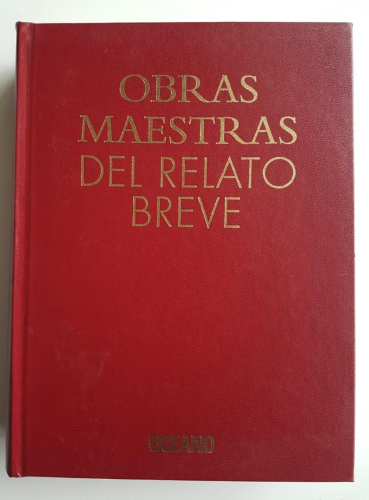 OBRAS
MAESTRAS
DEL RELATO
BREVE
OCEANO